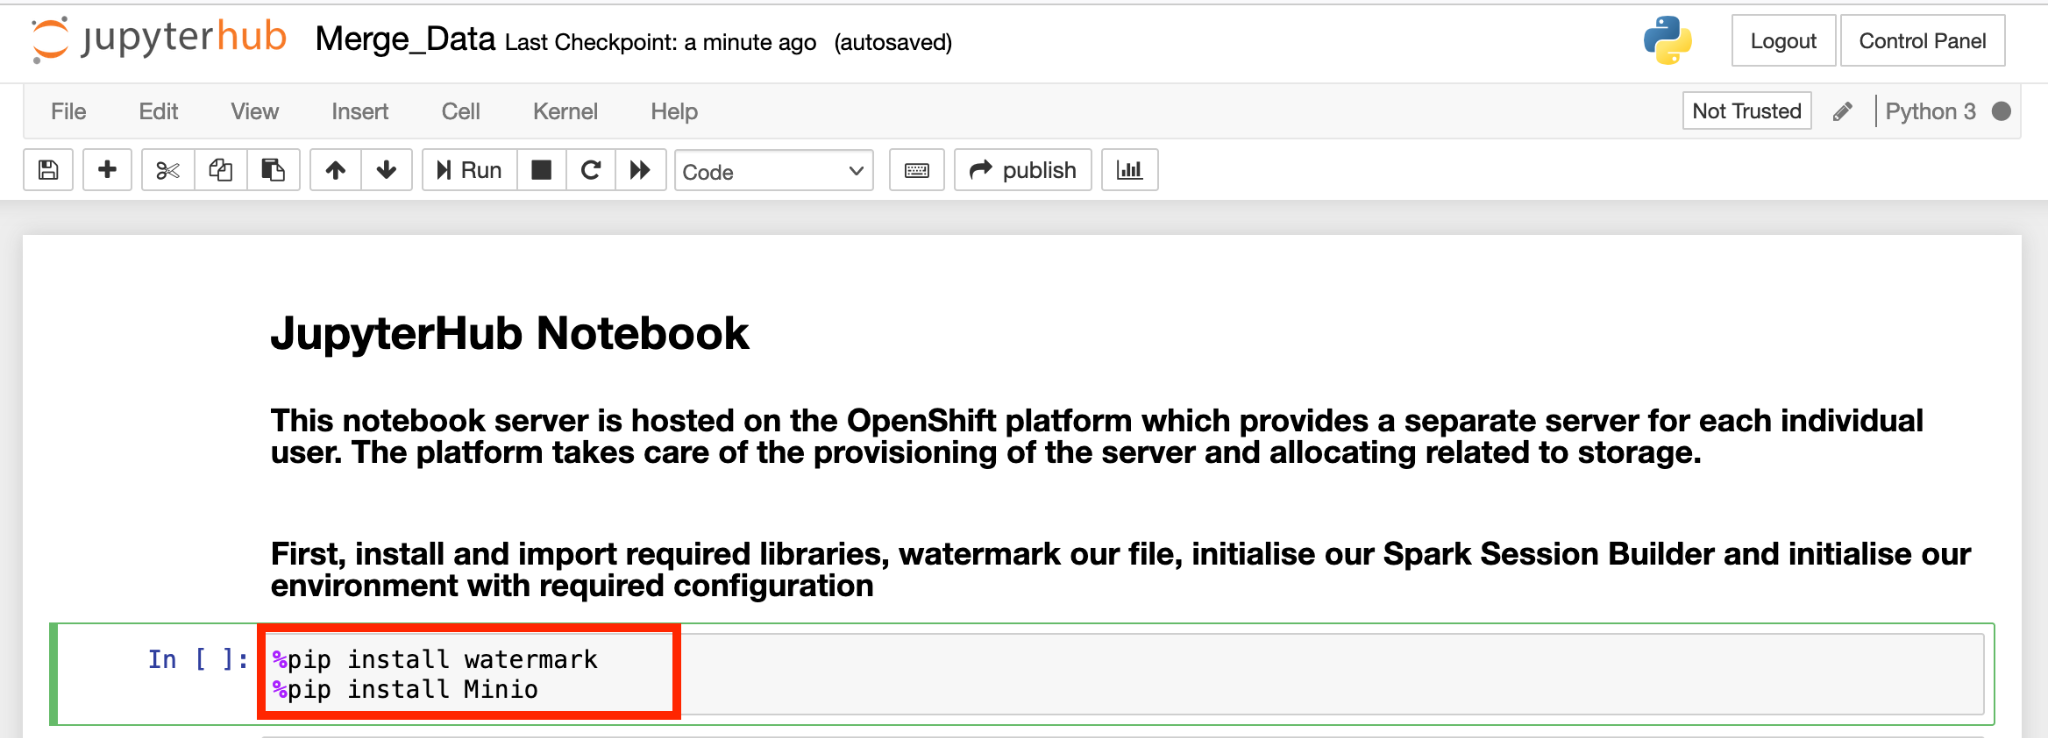 jupyterhub Merge_Data Last Checkpoint: a minute ago (autosaved) Logout Control Panel
File Edit View Insert Cell Kernel Help Not Trusted Python 3
Run Code publish
JupyterHub Notebook
This notebook server is hosted on the OpenShift platform which provides a separate server for each individual
user. The platform takes care of the provisioning of the server and allocating related to storage.
First, install and import required libraries, watermark our file, initialise our Spark Session Builder and initialise our
environment with required configuration
In [ ]: %pip install watermark
%pip install Minio